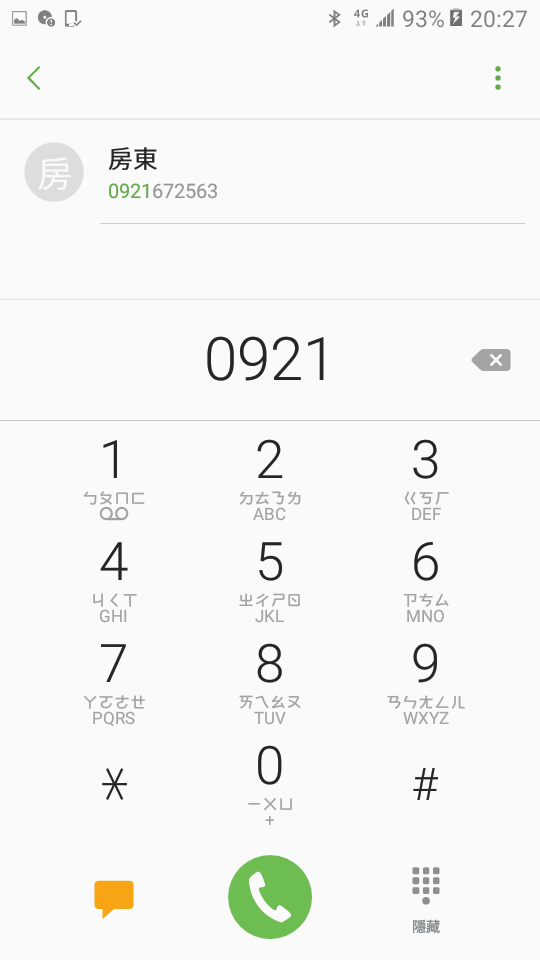 4G 93% 20:27
房
房東
0921672563
0921
1 2 3
ㄅㄆㄇㄈ ㄉㄊㄋㄌ ㄍㄎㄏ
ABC DEF
4 5 6
ㄐㄑㄒ ㄓㄔㄕㄖ ㄗㄘㄙ
GHI JKL MNO
7 8 9
ㄚㄛㄜㄝ ㄞㄟㄠㄡ ㄢㄣㄤㄥㄦ
PQRS TUV WXYZ
* 0 #
ㄧㄨㄩ
+
隱藏